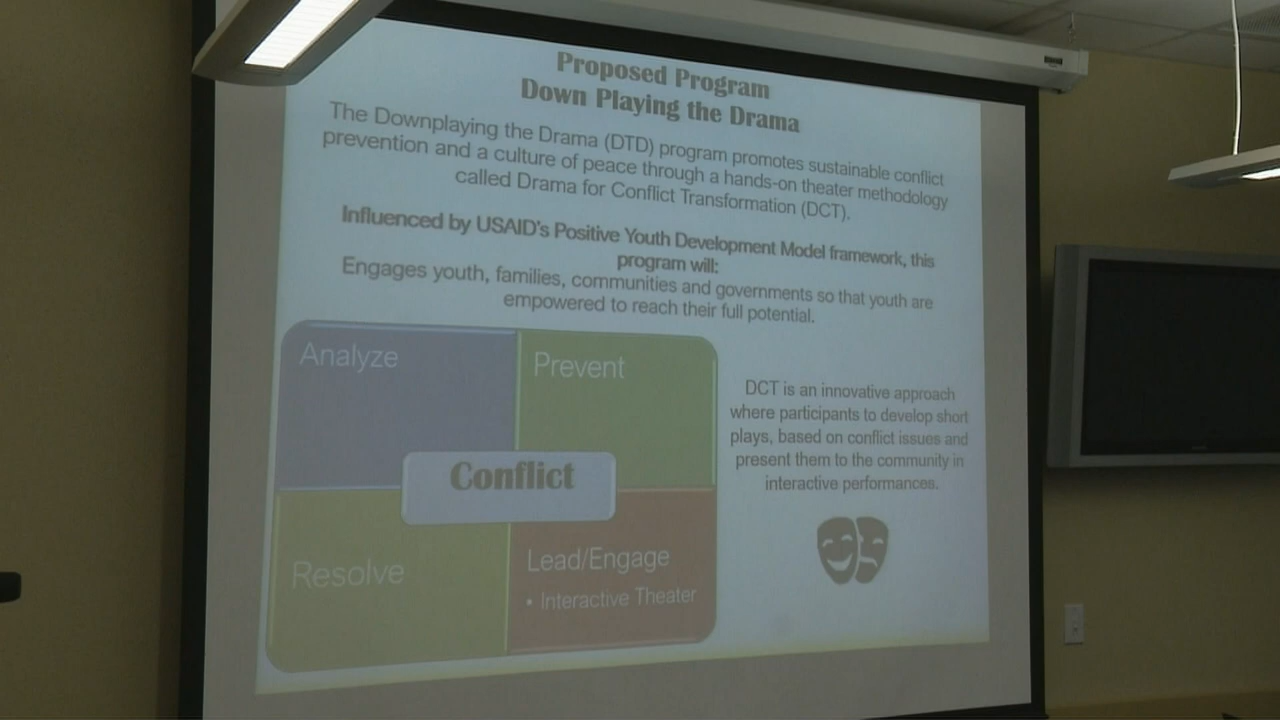 Proposed Program
Down Playing the Drama
The Downplaying the Drama (DTD) program promotes sustainable conflict
prevention and a culture of peace through a hands-on theater methodology
called Drama for Conflict Transformation (DCT).
Influenced by USAID's Positive Youth Development Model framework, this
program will:
Engages youth, families, communities and governments so that youth are
empowered to reach their full potential.
Analyze
Prevent
Conflict
Resolve
Lead/Engage
• Interactive Theater
DCT is an innovative approach
where participants to develop short
plays, based on conflict issues and
present them to the community in
interactive performances.